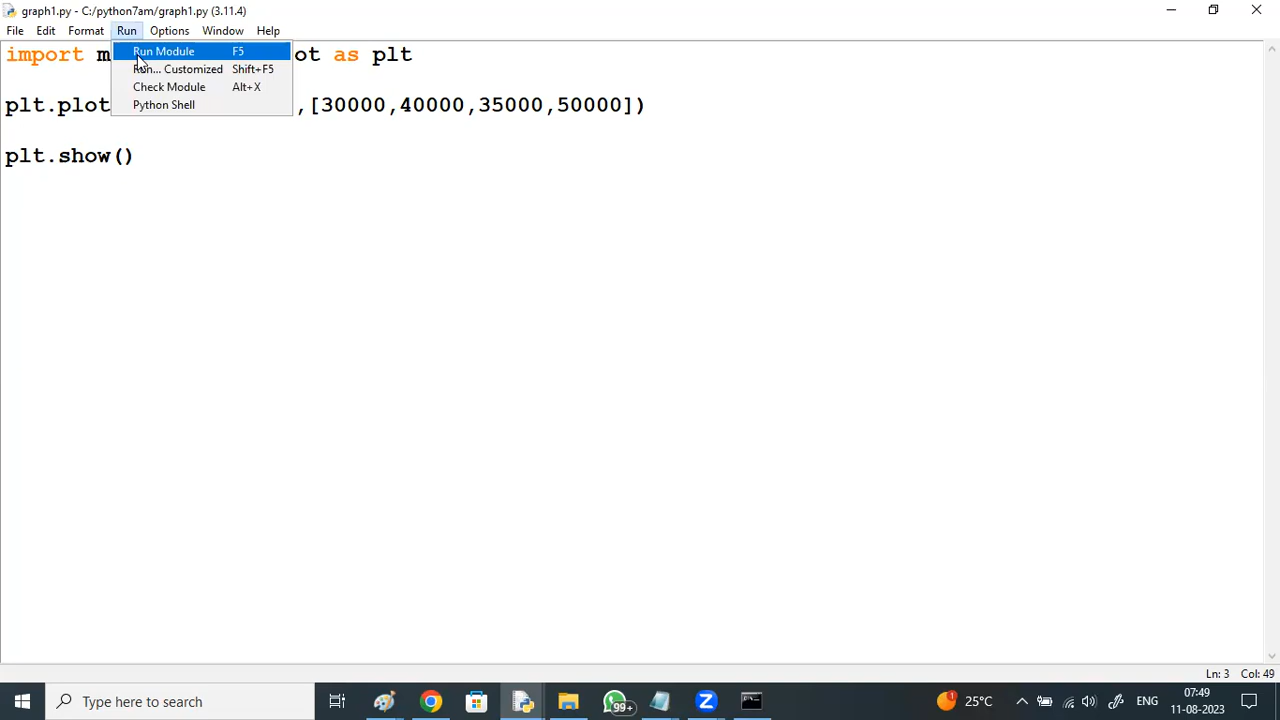 graph1.py - C:/python7am/graph1.py (3.11.4)
File Edit Format Run Options Window Help
import m ot as plt
Run Module F5
Run... Customized Shift+F5
Check Module Alt+X
Python Shell
plt.plot ,[30000,40000,35000,50000])
plt.show()
Ln: 3 Col: 49
Type here to search
99+
1
25°C
ENG
07:49
11-08-2023